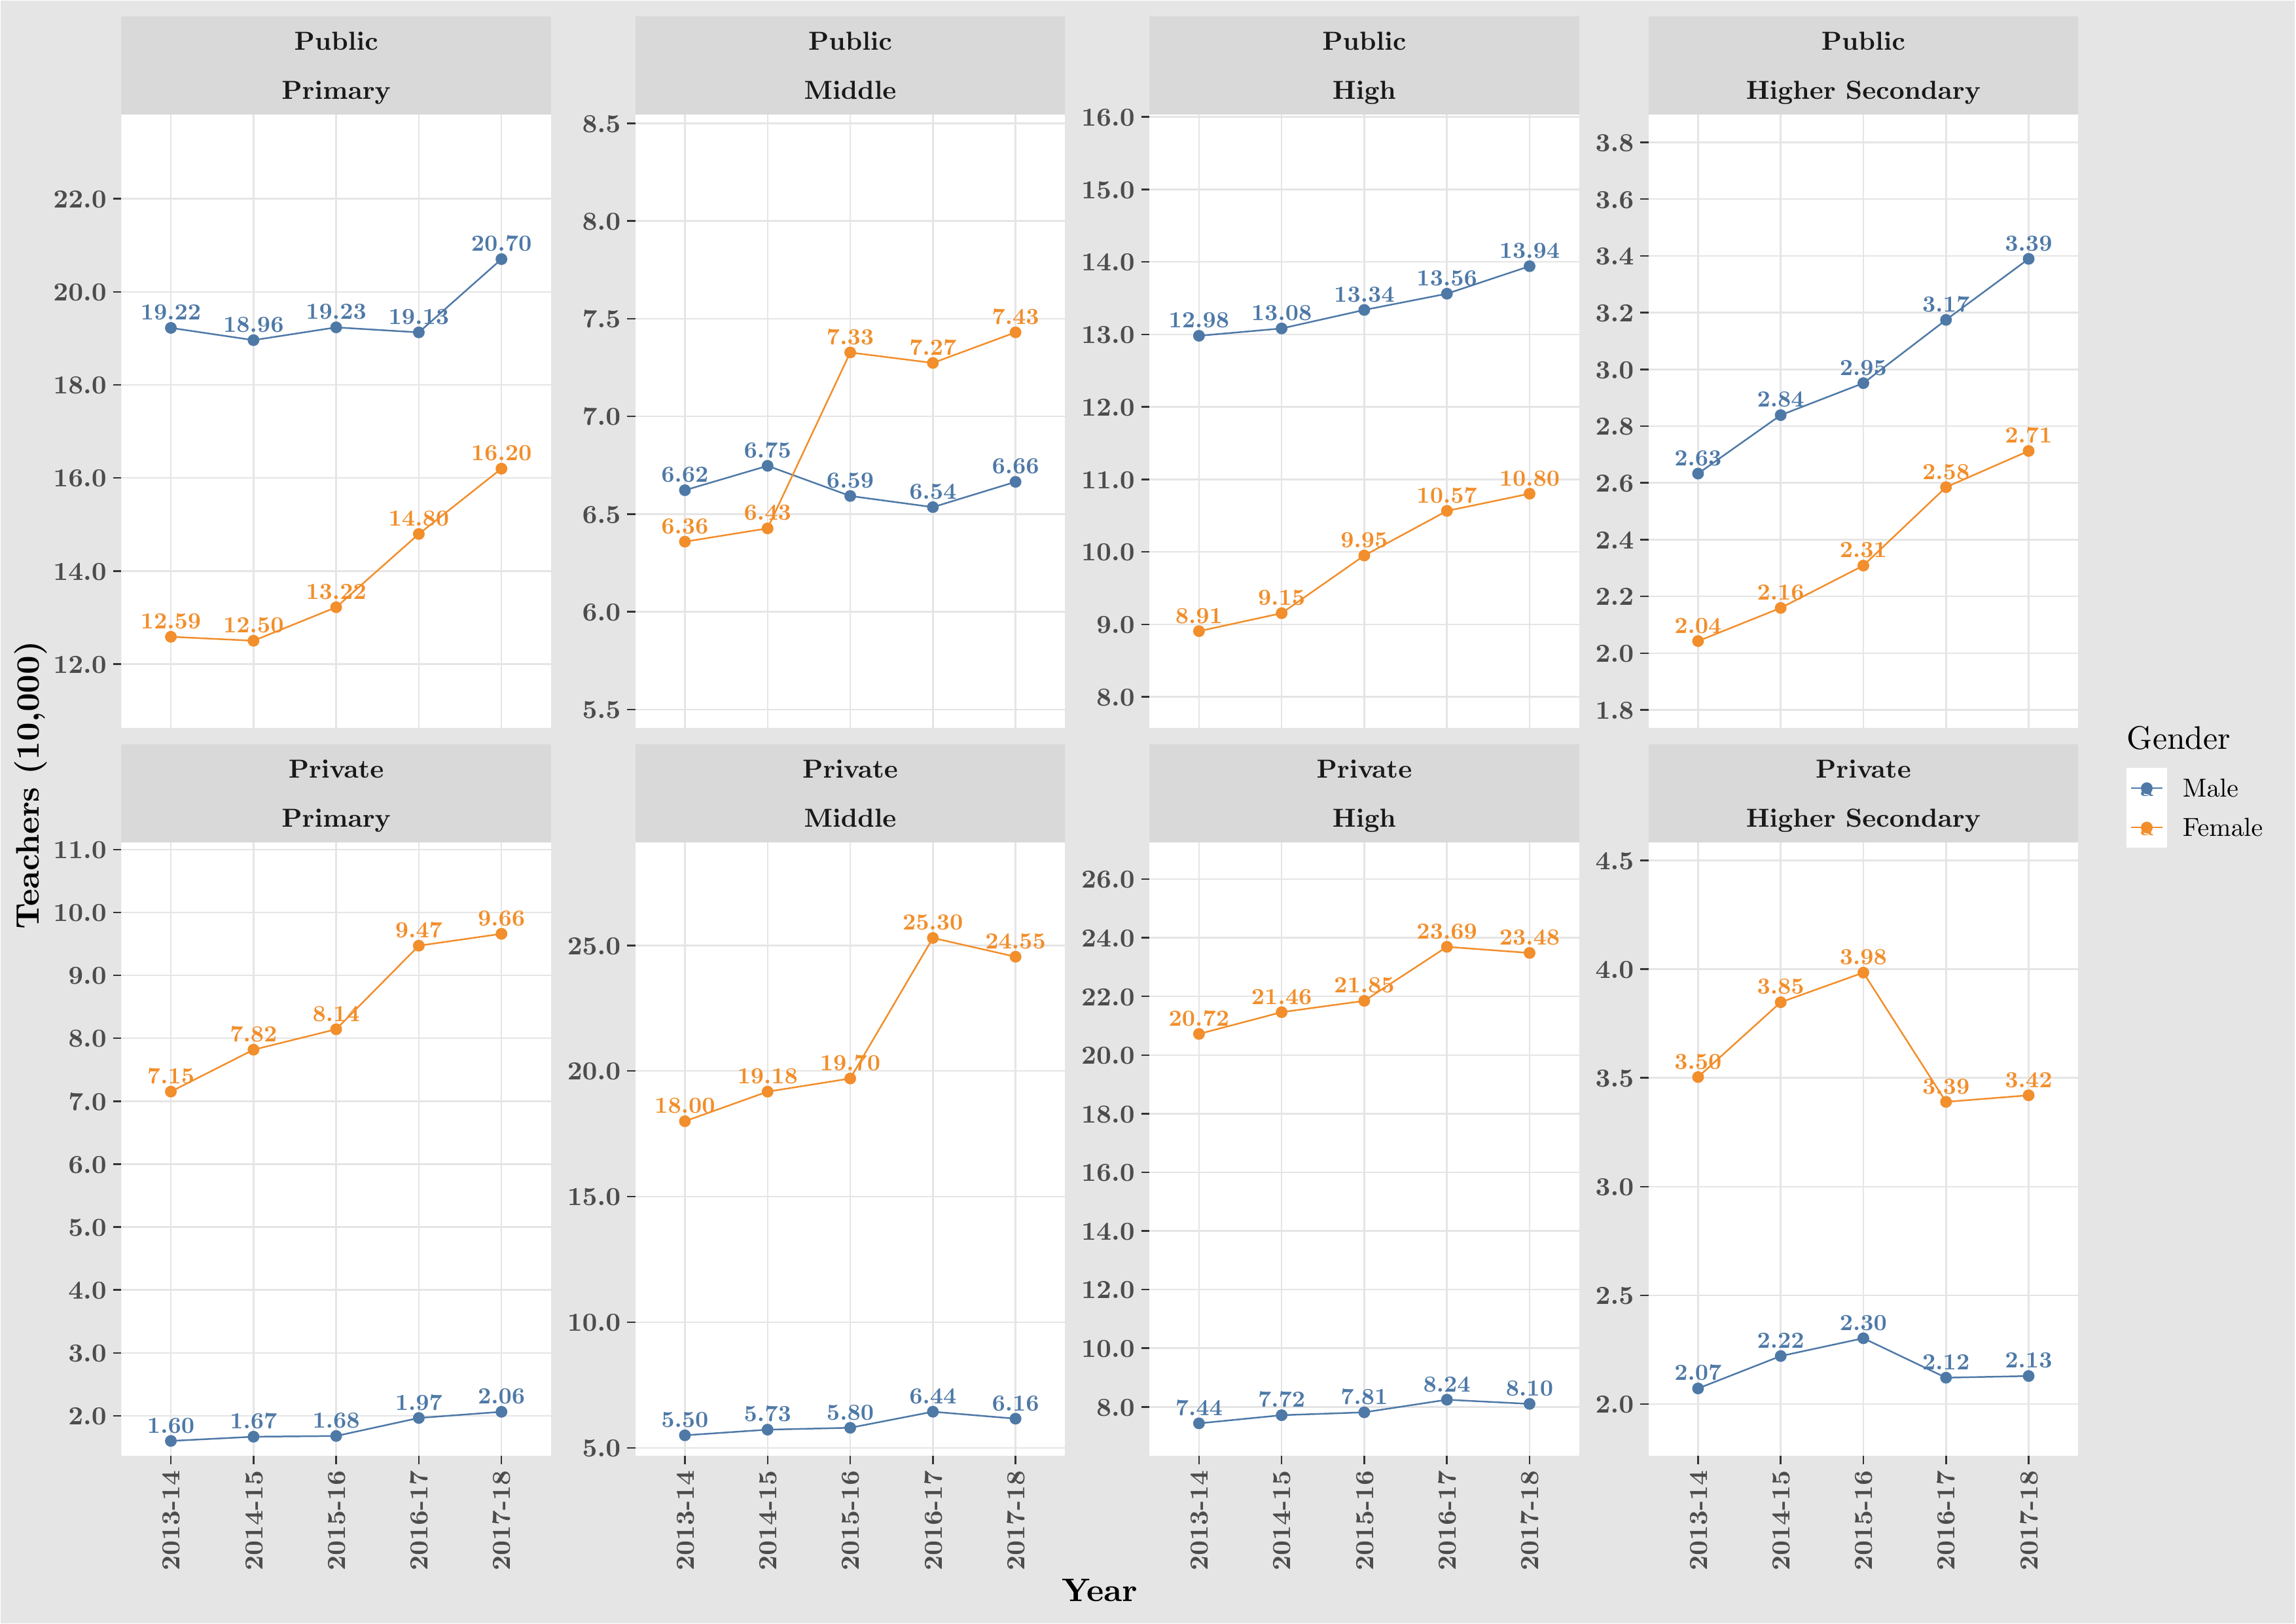 Public
Primary
Public
Middle
Public
High
Public
Higher Secondary
22.0
20.0
18.0
16.0
14.0
12.0
19.22 18.96 19.23 19.13 20.70
12.59 12.50 13.22 14.80 16.20
8.5
8.0
7.5
7.0
6.5
6.0
5.5
6.62 6.75 6.59 6.54 6.66
6.36 6.43 7.33 7.27 7.43
16.0
15.0
14.0
13.0
12.0
11.0
10.0
9.0
8.0
12.98 13.08 13.34 13.56 13.94
8.91 9.15 9.95 10.57 10.80
3.8
3.6
3.4
3.2
3.0
2.8
2.6
2.4
2.2
2.0
1.8
2.63 2.84 2.95 3.17 3.39
2.04 2.16 2.31 2.58 2.71
Teachers (10,000)
Private
Primary
Private
Middle
Private
High
Private
Higher Secondary
11.0
10.0
9.0
8.0
7.0
6.0
5.0
4.0
3.0
2.0
7.15 7.82 8.14 9.47 9.66
1.60 1.67 1.68 1.97 2.06
25.0
20.0
15.0
10.0
5.0
18.00 19.18 19.70 25.30 24.55
5.50 5.73 5.80 6.44 6.16
26.0
24.0
22.0
20.0
18.0
16.0
14.0
12.0
10.0
8.0
20.72 21.46 21.85 23.69 23.48
7.44 7.72 7.81 8.24 8.10
4.5
4.0
3.5
3.0
2.5
2.0
3.50 3.85 3.98 3.39 3.42
2.07 2.22 2.30 2.12 2.13
2013-14 2014-15 2015-16 2016-17 2017-18
2013-14 2014-15 2015-16 2016-17 2017-18
2013-14 2014-15 2015-16 2016-17 2017-18
2013-14 2014-15 2015-16 2016-17 2017-18
Year
Gender
a Male
a Female